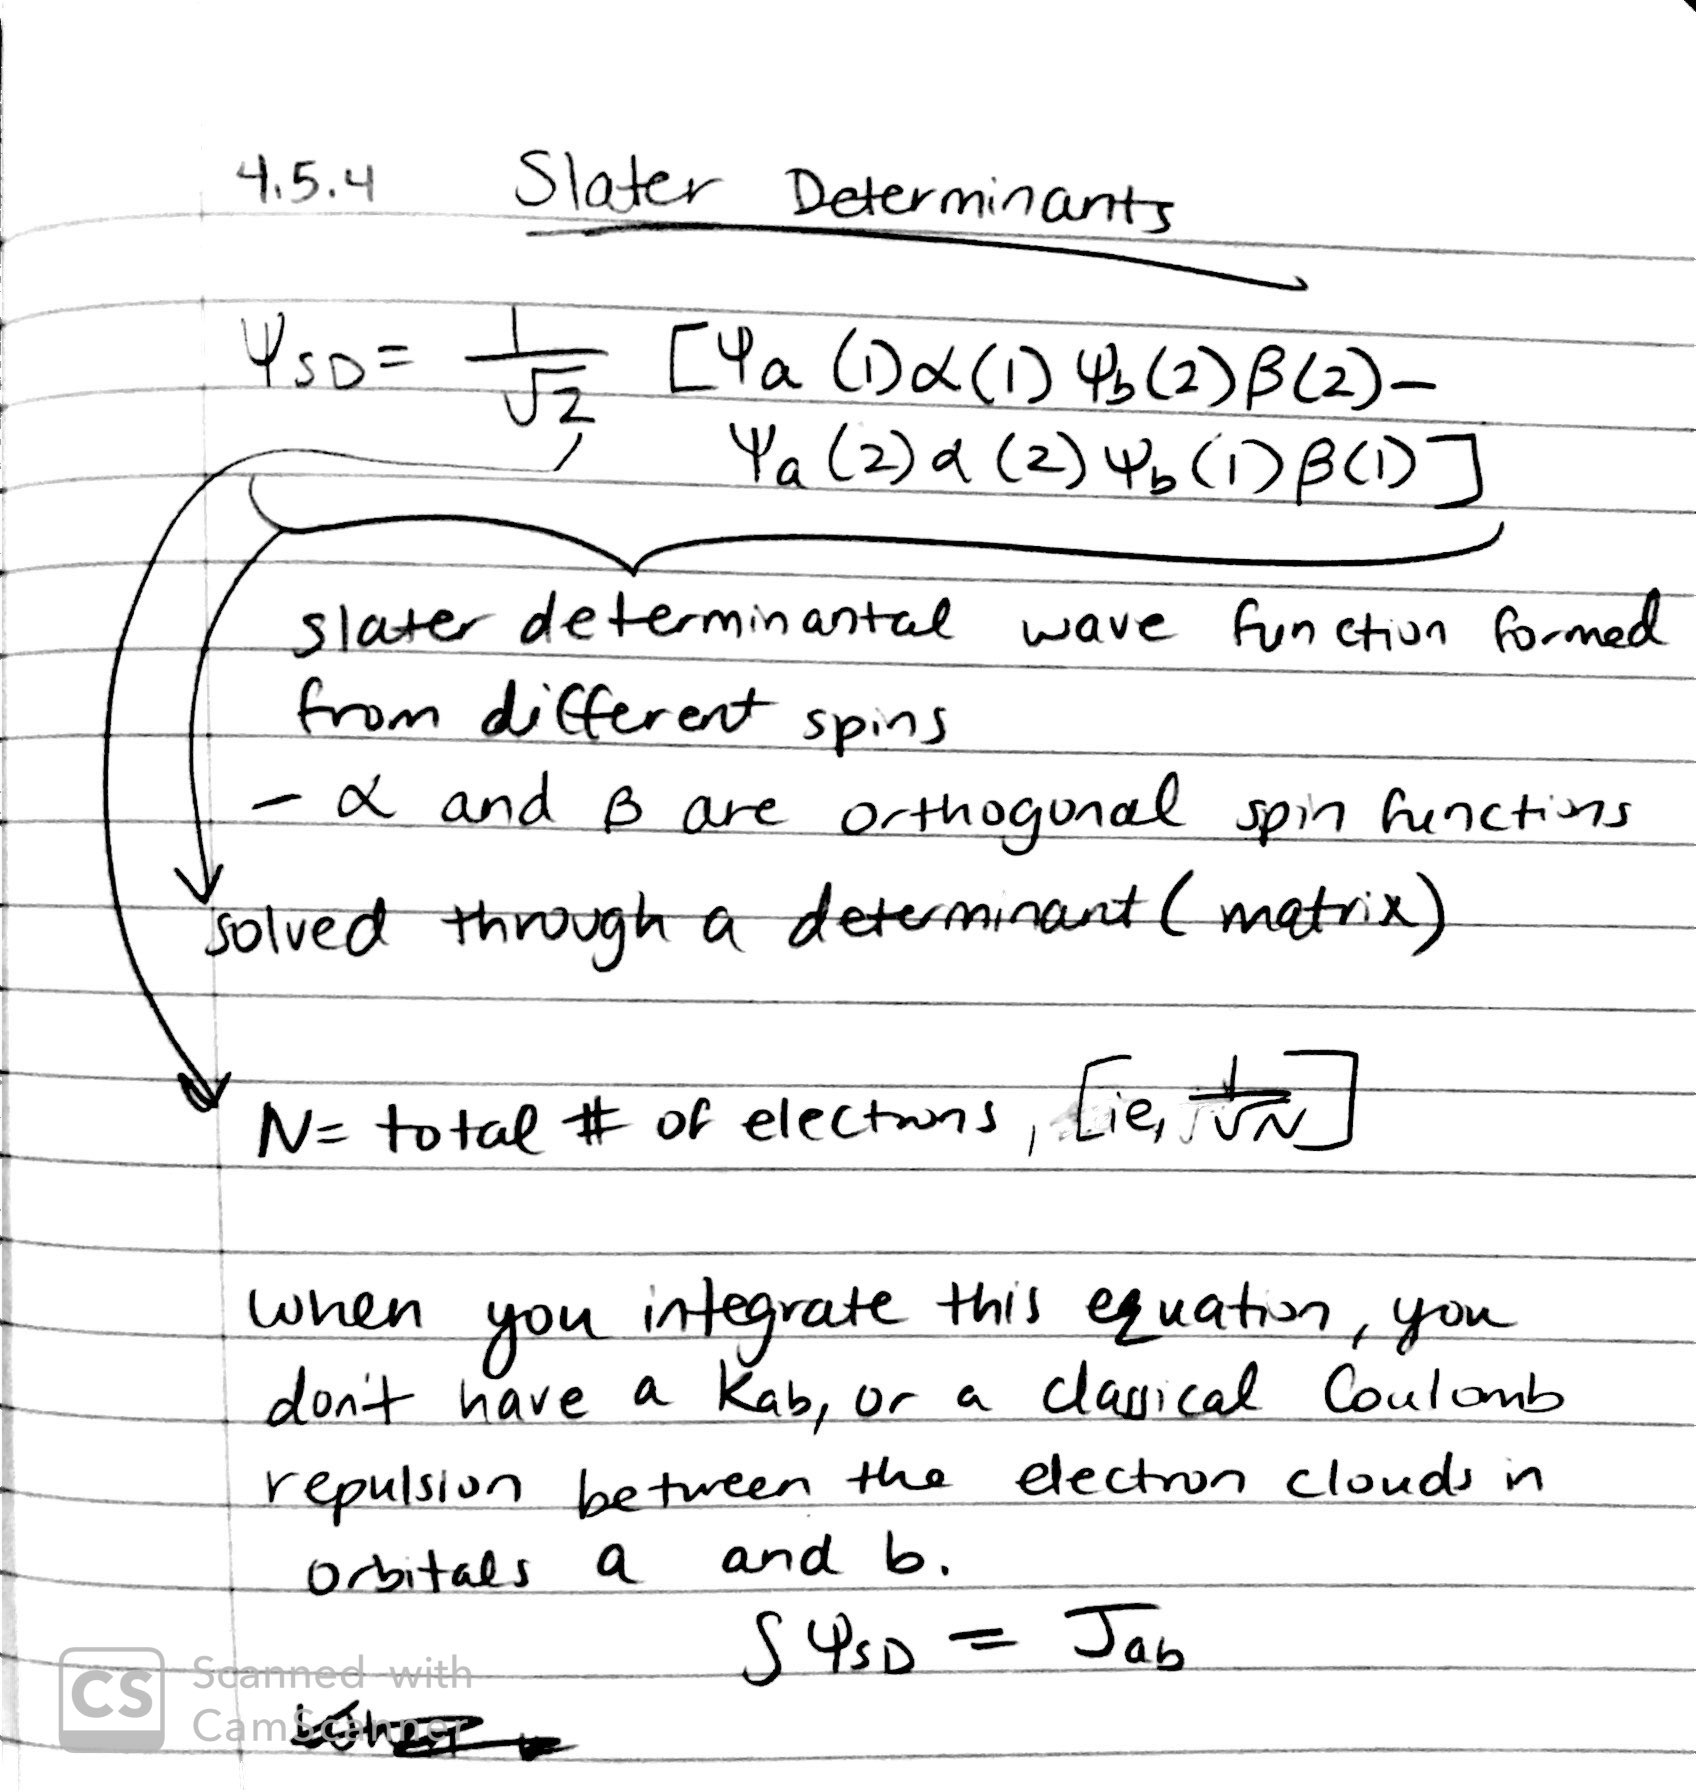 4.5.4 Slater Determinants
ΨSD = 1/√2 [Ψa (1)α(1) Ψb(2)β(2) –
Ψa (2) α (2) Ψb (1) β(1)]
slater determinantal wave function formed
from different spins
– α and β are orthogonal spin functions
solved through a determinant (matrix)
N = total # of electrons, [ie, 1/√N]
when you integrate this equation, you
don't have a Kab, or a classical Coulomb
repulsion between the electron clouds in
orbitals a and b.
∫ΨSD = Jab
CS Scanned with
CamScanner